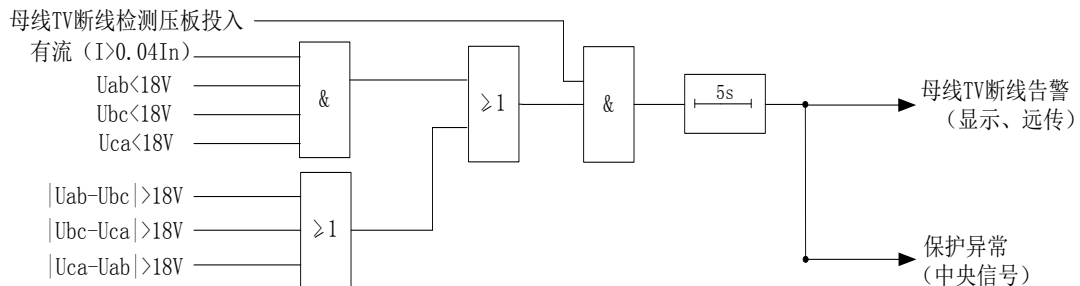 母线TV断线检测压板投入
有流（I>0.04In）
Uab<18V
Ubc<18V
Uca<18V
&
≥1
&
5s
母线TV断线告警
（显示、远传）
|Uab-Ubc|>18V
|Ubc-Uca|>18V
|Uca-Uab|>18V
≥1
保护异常
（中央信号）